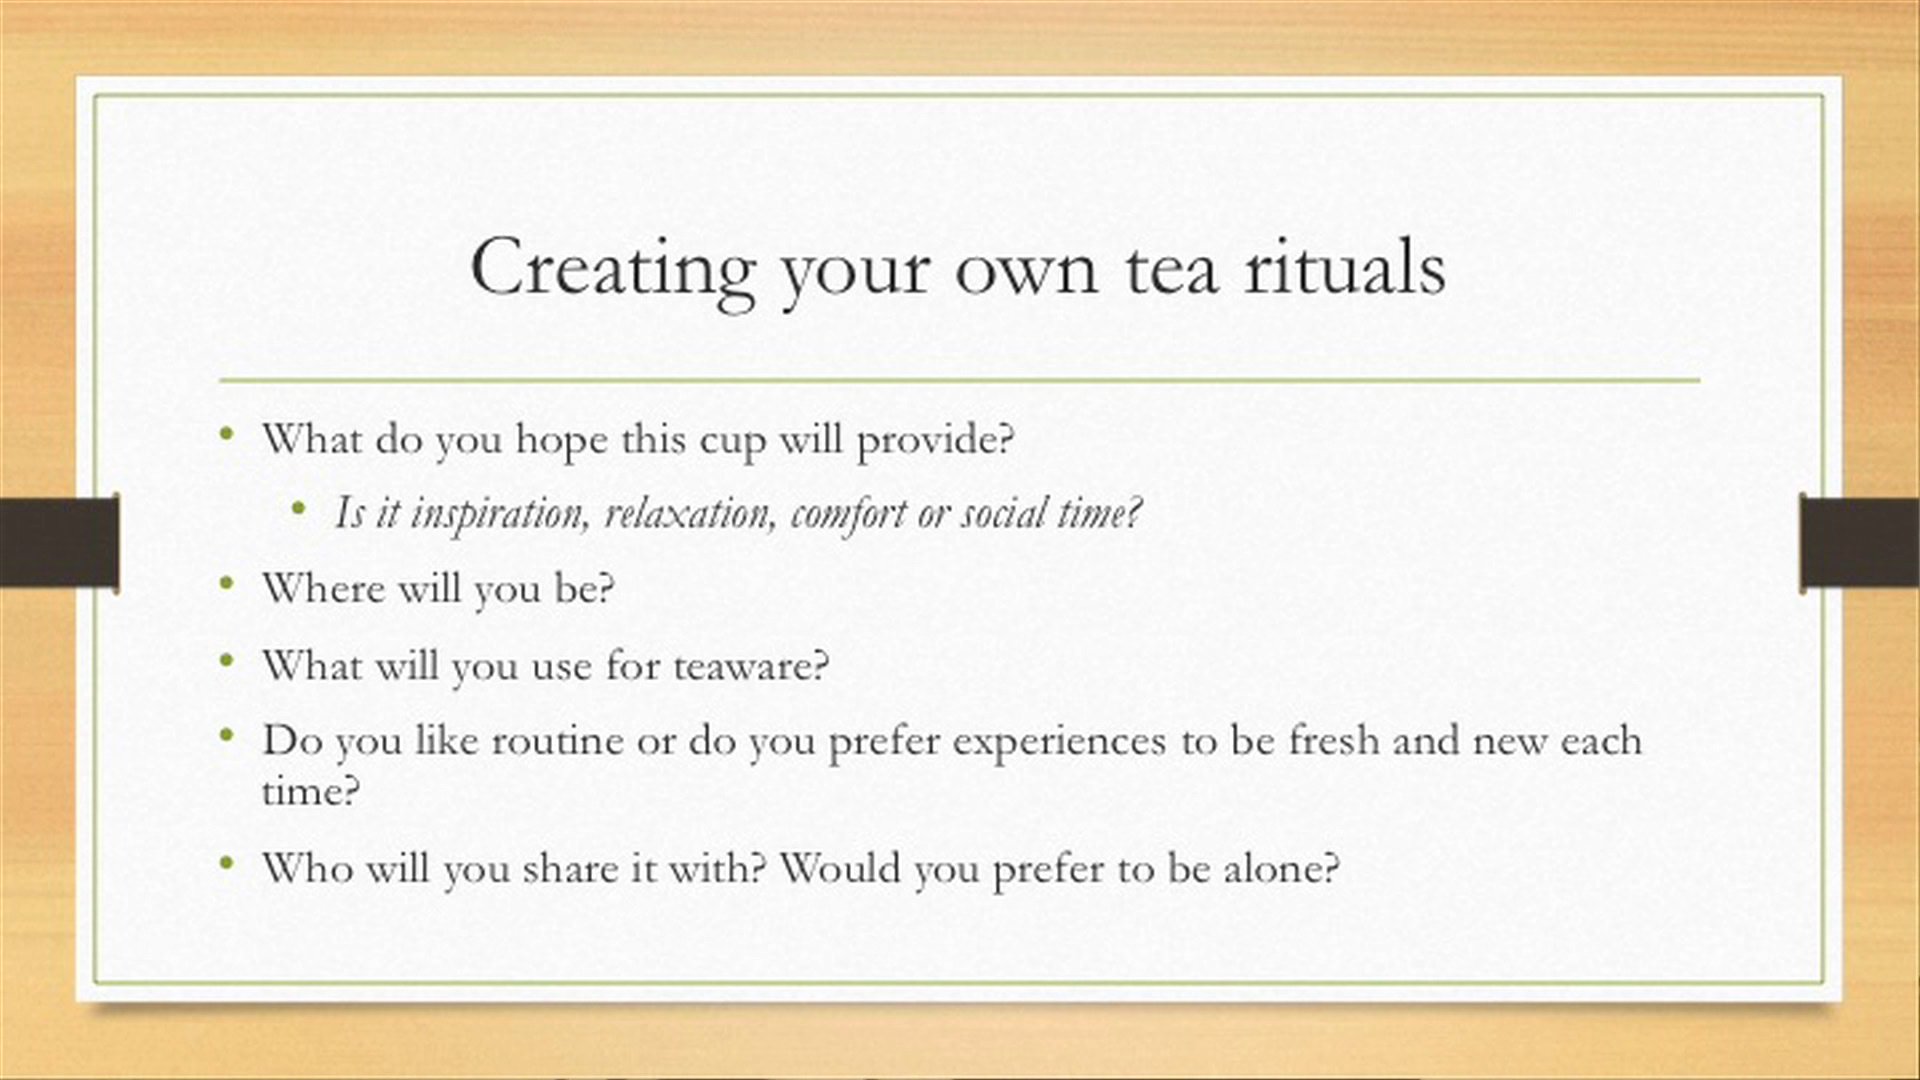 Creating your own tea rituals
• What do you hope this cup will provide?
• Is it inspiration, relaxation, comfort or social time?
• Where will you be?
• What will you use for teaware?
• Do you like routine or do you prefer experiences to be fresh and new each
time?
• Who will you share it with? Would you prefer to be alone?